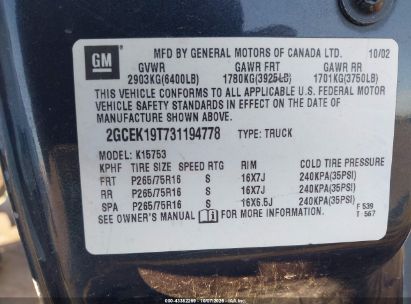 GM
MFD BY GENERAL MOTORS OF CANADA LTD. 10/02
GVWR GAWR FRT GAWR RR
2903KG(6400LB) 1780KG(3925LB) 1701KG(3750LB)
THIS VEHICLE CONFORMS TO ALL APPLICABLE U.S. FEDERAL MOTOR
VEHICLE SAFETY STANDARDS IN EFFECT ON THE DATE OF
MANUFACTURE SHOWN ABOVE.
2GCEK19T731194778 TYPE: TRUCK
MODEL: K15753
KPHF TIRE SIZE SPEED RTG RIM COLD TIRE PRESSURE
FRT P265/75R16 S 16X7J 240KPA(35PSI)
RR P265/75R16 S 16X7J 240KPA(35PSI)
SPA P265/75R16 S 16X6.5J 240KPA(35PSI)
SEE OWNER'S MANUAL FOR MORE INFORMATION.
F 539
T 567